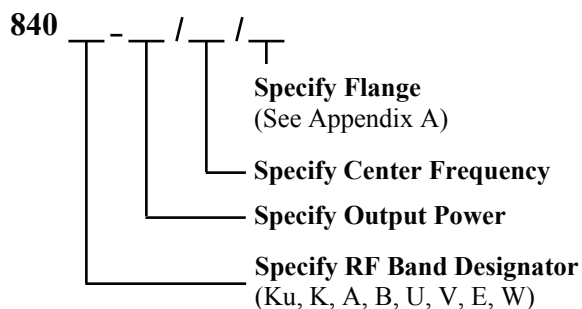 840 __ - __ / __ / __
Specify Flange
(See Appendix A)
Specify Center Frequency
Specify Output Power
Specify RF Band Designator
(Ku, K, A, B, U, V, E, W)